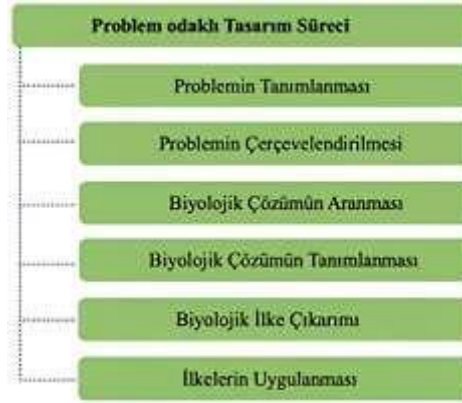 Problem odaklı Tasarım Süreci
Problemin Tanımlanması
Problemin Çerçevelendirilmesi
Biyolojik Çözümün Aranması
Biyolojik Çözümün Tanımlanması
Biyolojik İlke Çıkarımı
İlkelerin Uygulanması